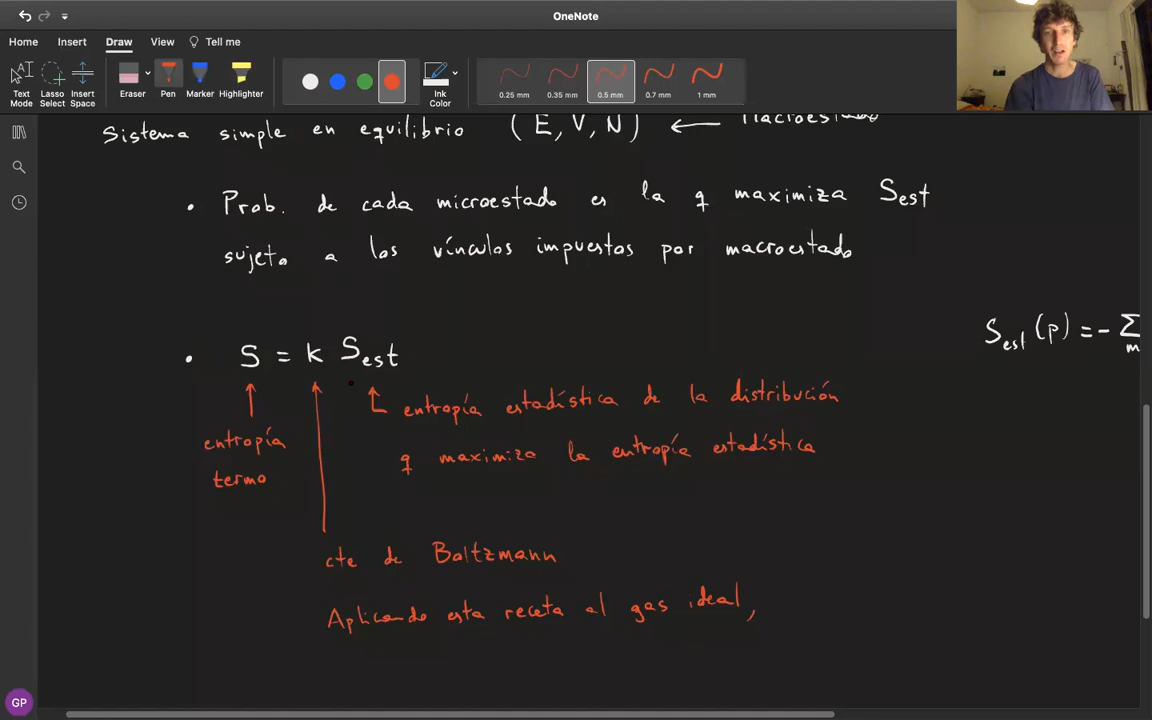 OneNote
Home Insert Draw View Tell me
Text Mode
Lasso Select
Insert Space
Eraser
Pen
Marker
Highlighter
Ink Color
0.25 mm
0.35 mm
0.5 mm
0.7 mm
1 mm
Sistema simple en equilibrio (E, V, N) ← Macroestado
• Prob. de cada microestado es la q maximiza Sest
sujeto a los vínculos impuestos por macroestado
Sest(p) = - Σ m
• S = k Sest
entropía estadística de la distribución
q maximiza la entropía estadística
entropía
termo
cte de Boltzmann
Aplicando esta receta al gas ideal,
GP